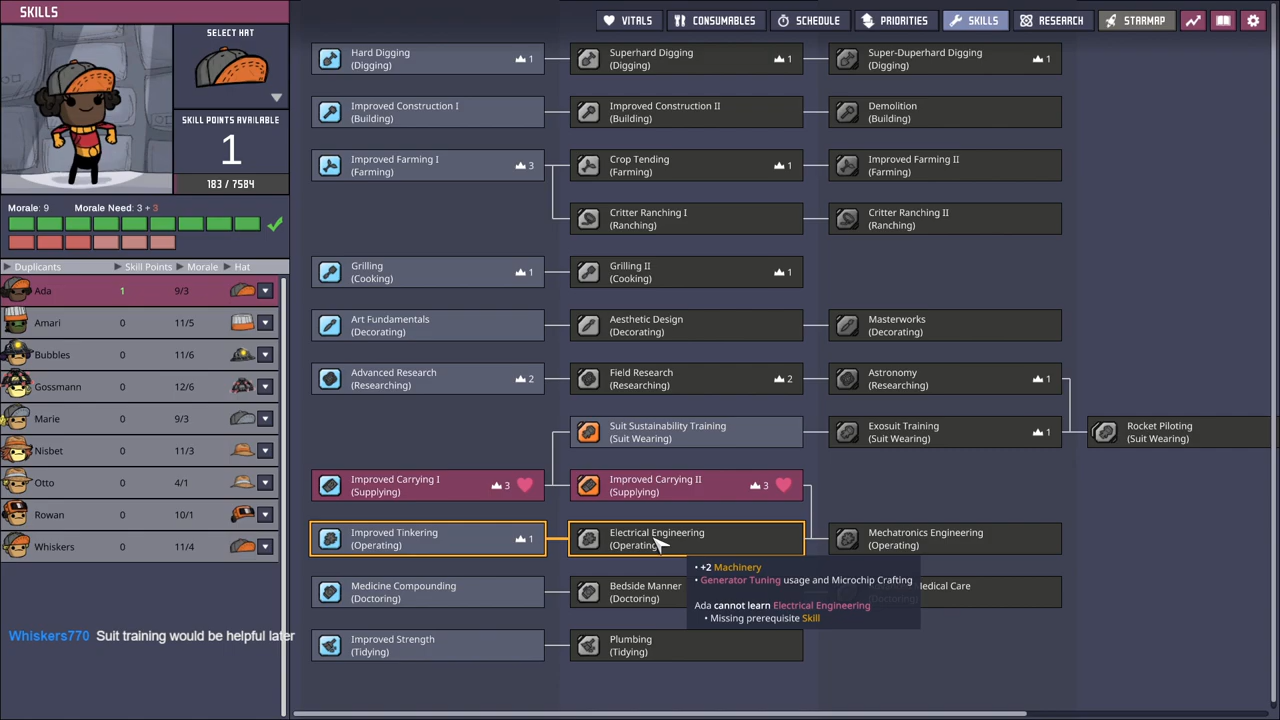 SKILLS
VITALS
CONSUMABLES
SCHEDULE
PRIORITIES
SKILLS
RESEARCH
STARMAP
SELECT HAT
SKILL POINTS
AVAILABLE
1
183 / 7584
Morale: 9 Morale Need: 3 + 3
Duplicants Skill Points Morale Hat
Ada 1 9/3
Amari 0 11/5
Bubbles 0 11/6
Gossmann 0 12/6
Marie 0 9/3
Nisbet 0 11/3
Otto 0 4/1
Rowan 0 10/1
Whiskers 0 11/4
Whiskers770 Suit training would be helpful later
Hard Digging
(Digging)
1
Superhard Digging
(Digging)
1
Super-Duperhard Digging
(Digging)
1
Improved Construction I
(Building)
Improved Construction II
(Building)
Demolition
(Building)
Improved Farming I
(Farming)
3
Crop Tending
(Farming)
1
Improved Farming II
(Farming)
Critter Ranching I
(Ranching)
Critter Ranching II
(Ranching)
Grilling
(Cooking)
1
Grilling II
(Cooking)
1
Art Fundamentals
(Decorating)
Aesthetic Design
(Decorating)
Masterworks
(Decorating)
Advanced Research
(Researching)
2
Field Research
(Researching)
2
Astronomy
(Researching)
1
Suit Sustainability Training
(Suit Wearing)
Exosuit Training
(Suit Wearing)
1
Rocket Piloting
(Suit Wearing)
Improved Carrying I
(Supplying)
3
Improved Carrying II
(Supplying)
3
Improved Tinkering
(Operating)
1
Electrical Engineering
(Operating)
Mechatronics Engineering
(Operating)
• +2 Machinery
• Generator Tuning usage and Microchip Crafting
Ada cannot learn Electrical Engineering
• Missing prerequisite Skill
Medicine Compounding
(Doctoring)
Bedside Manner
(Doctoring)
edical Care
Improved Strength
(Tidying)
Plumbing
(Tidying)